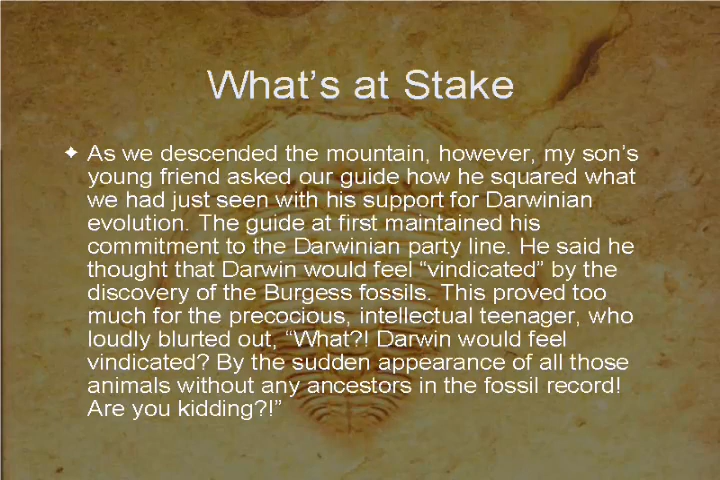 What’s at Stake
As we descended the mountain, however, my son’s
young friend asked our guide how he squared what
we had just seen with his support for Darwinian
evolution. The guide at first maintained his
commitment to the Darwinian party line. He said he
thought that Darwin would feel “vindicated” by the
discovery of the Burgess fossils. This proved too
much for the precocious, intellectual teenager, who
loudly blurted out, “What?! Darwin would feel
vindicated? By the sudden appearance of all those
animals without any ancestors in the fossil record!
Are you kidding?!”